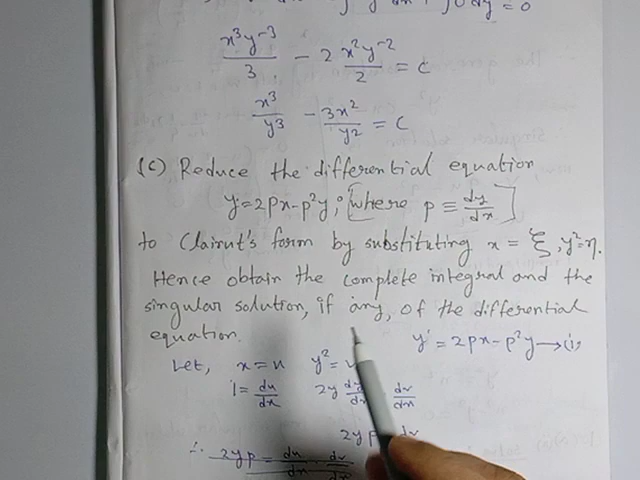 ∫0 dy = 0
x³y⁻³/3 - 2 x²y⁻²/2 = c
x³/y3 - 3x²/y2 = c
(c) Reduce the differential equation
y = 2px - p²y, [where p ≡ dy/dx]
to Clairut's form by substituting x = ξ, y²=η.
Hence obtain the complete integral and the
singular solution, if any, of the differential
equation.
y = 2px - p²y → (i)
Let, x = u y² = v
1 = du/dx 2y dv/dx
2yp dv
∴ 2yp = du/dx dv/dx